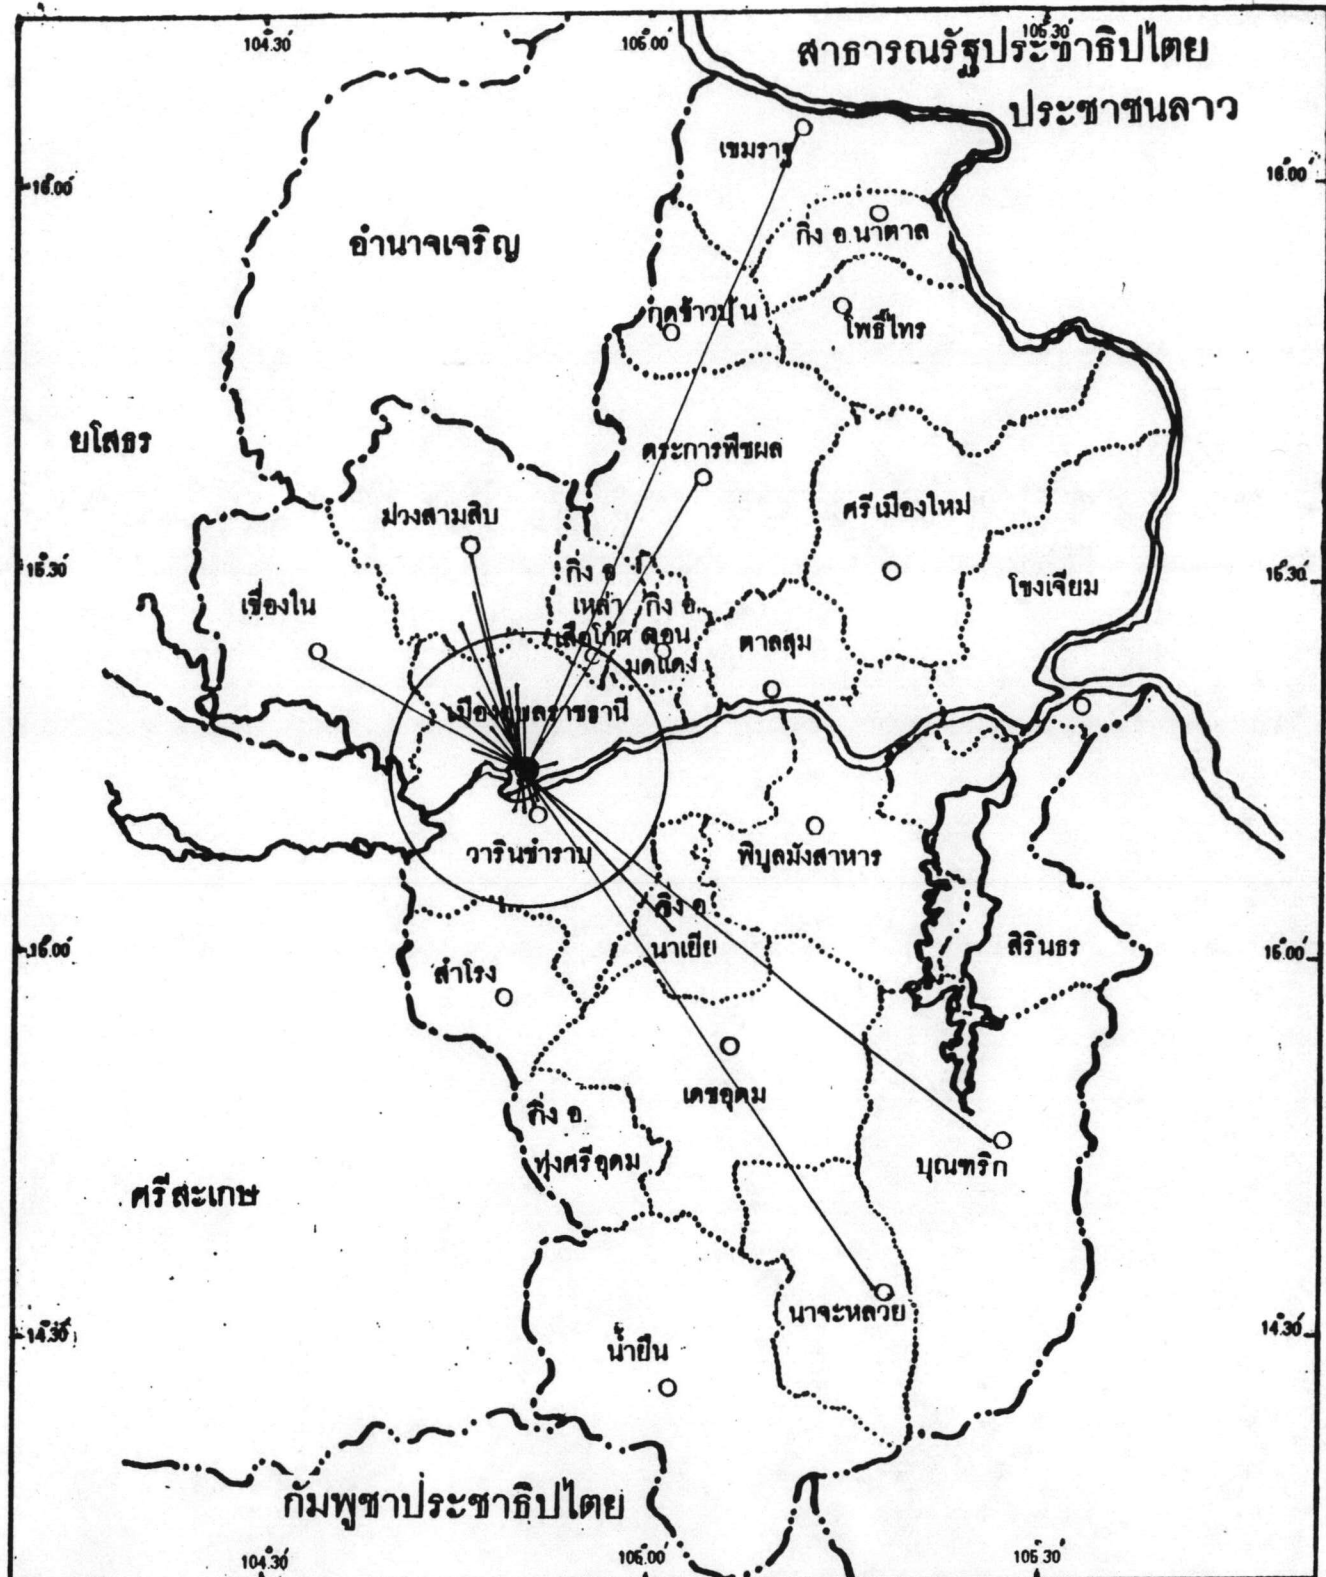 104°30′
105°00′
105°30′
สาธารณรัฐประชาธิปไตย
ประชาชนลาว
เขมราฐ
16°00′
16°00′
กิ่ง อ.นาตาล
อำนาจเจริญ
กุดข้าวปุ้น
โพธิ์ไทร
ยโสธร
ตระการพืชผล
ศรีเมืองใหม่
ม่วงสามสิบ
15°30′
15°30′
กิ่ง อ
เหล่า
เสือโก้ก
กิ่ง อ.
ดอน
มดแดง
โขงเจียม
เขื่องใน
ตาลสุม
เมืองอุบลราชธานี
วารินชำราบ
พิบูลมังสาหาร
กิ่ง อ
นาเยีย
15°00′
15°00′
สิรินธร
สำโรง
เดชอุดม
กิ่ง อ
ทุ่งศรีอุดม
บุณฑริก
ศรีสะเกษ
นาจะหลวย
14°30′
14°30′
น้ำยืน
กัมพูชาประชาธิปไตย
104°30′
105°00′
105°30′